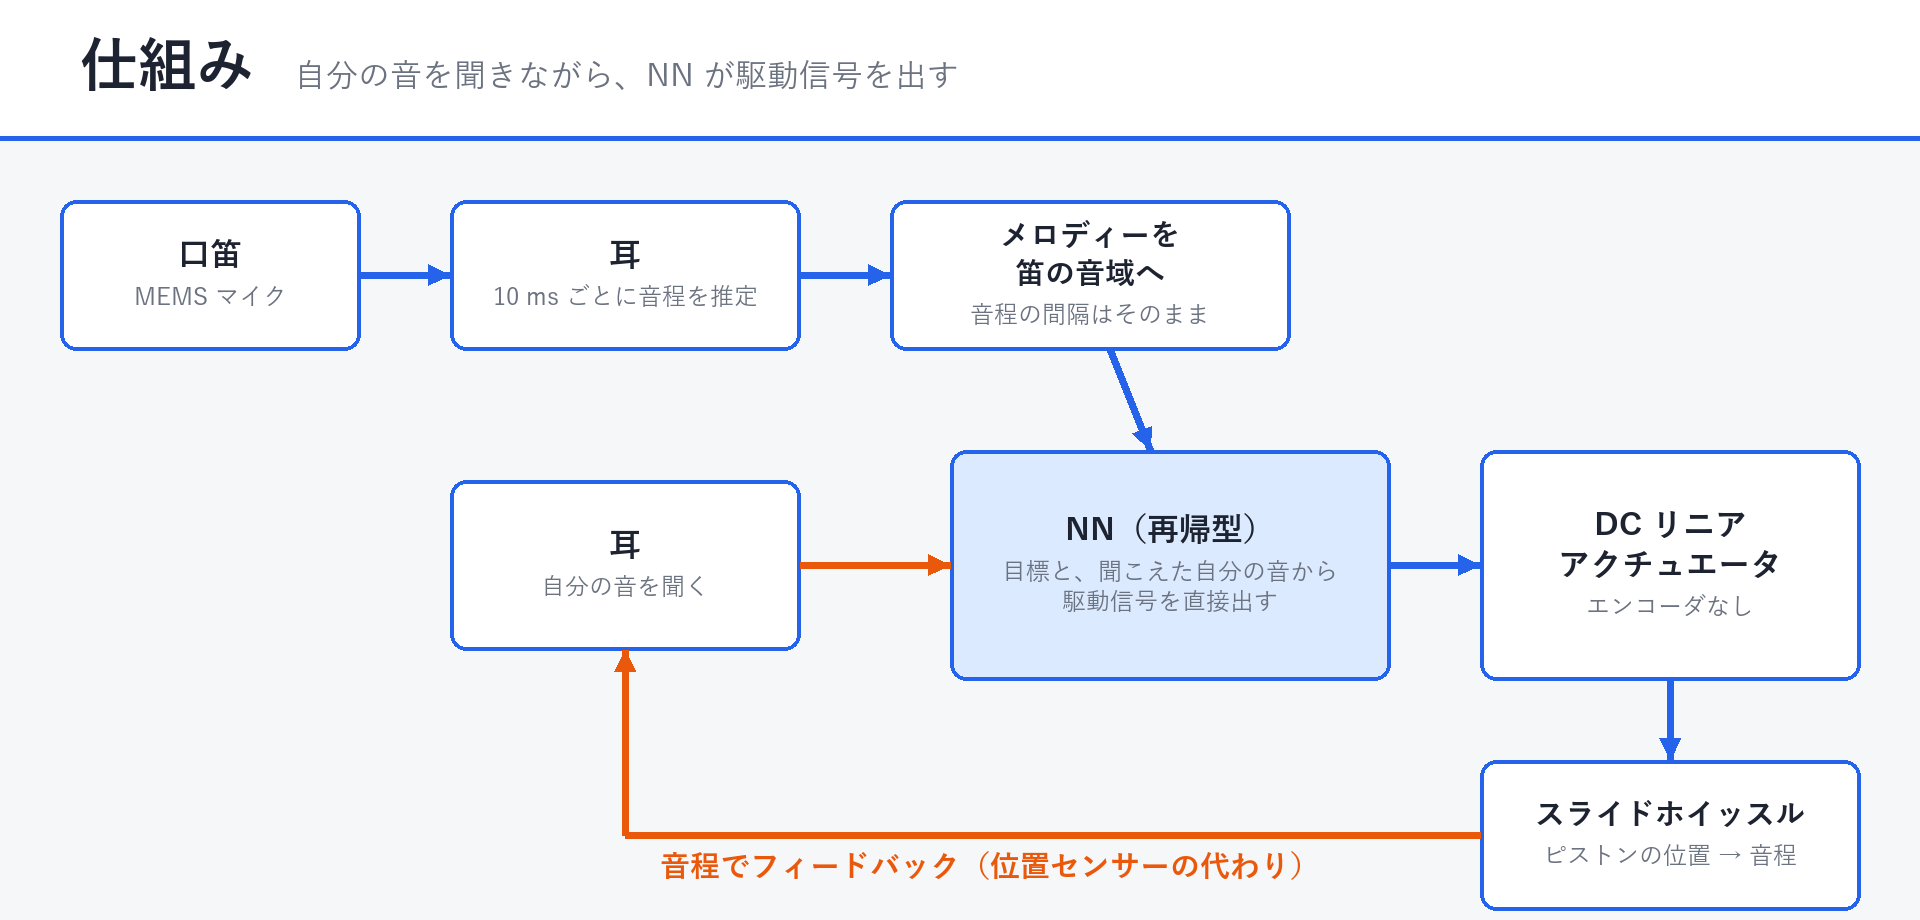 仕組み
自分の音を聞きながら、NN が駆動信号を出す
口笛
MEMS マイク
耳
10 ms ごとに音程を推定
メロディーを
笛の音域へ
音程の間隔はそのまま
耳
自分の音を聞く
NN（再帰型）
目標と、聞こえた自分の音から
駆動信号を直接出す
DC リニア
アクチュエータ
エンコーダなし
スライドホイッスル
ピストンの位置 → 音程
音程でフィードバック（位置センサーの代わり）